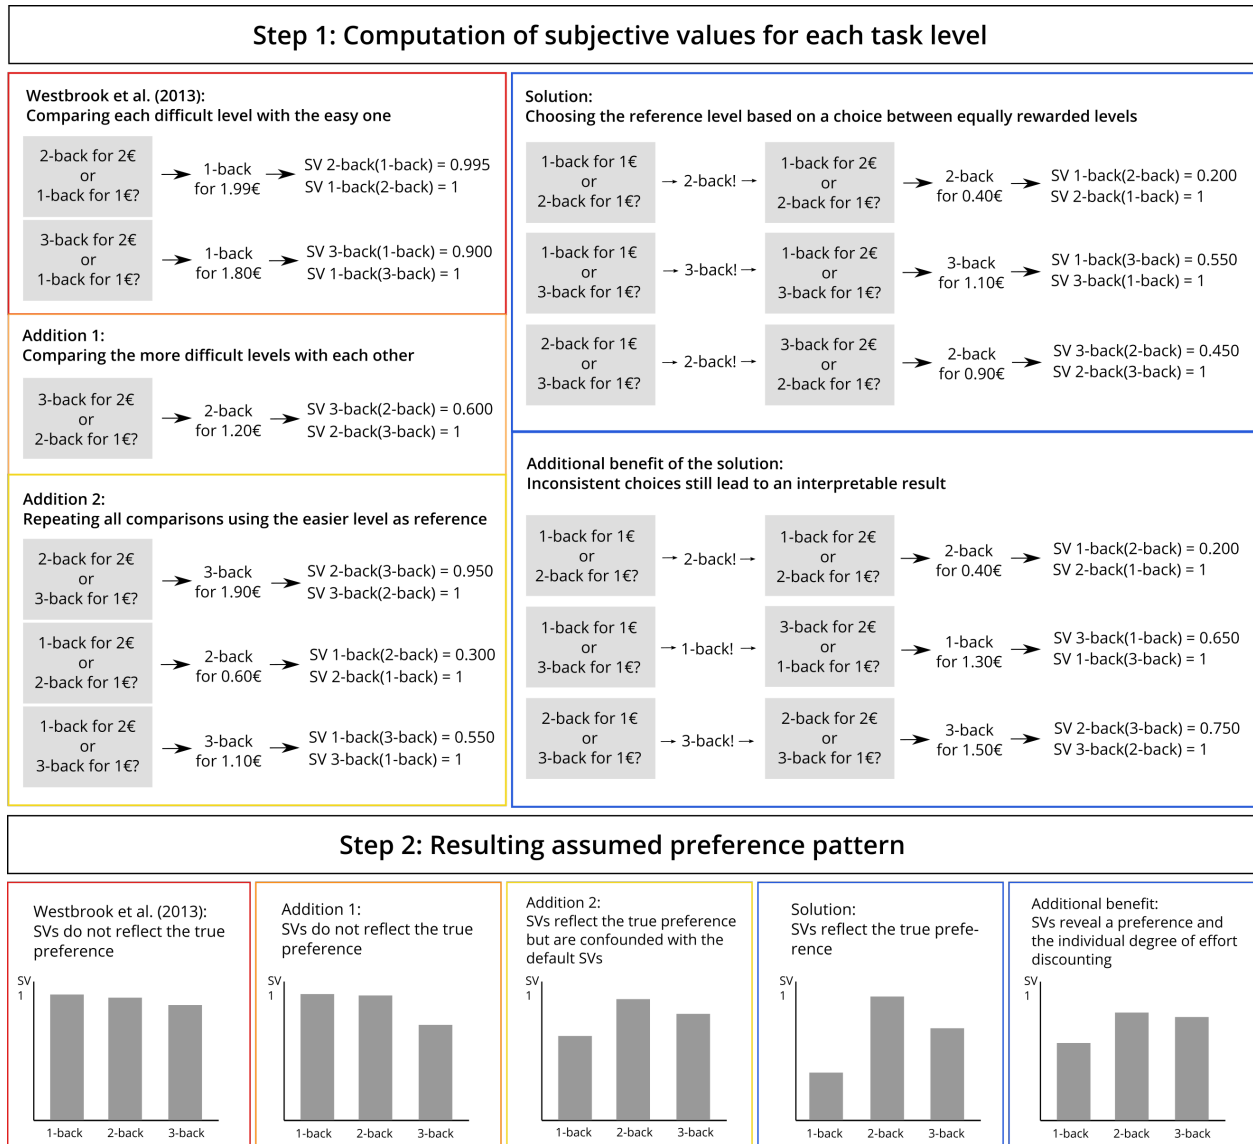 Step 1: Computation of subjective values for each task level
Westbrook et al. (2013):
Comparing each difficult level with the easy one
2-back for 2€
or
1-back for 1€?
1-back
for 1.99€
SV 2-back(1-back) = 0.995
SV 1-back(2-back) = 1
3-back for 2€
or
1-back for 1€?
1-back
for 1.80€
SV 3-back(1-back) = 0.900
SV 1-back(3-back) = 1
Addition 1:
Comparing the more difficult levels with each other
3-back for 2€
or
2-back for 1€?
2-back
for 1.20€
SV 3-back(2-back) = 0.600
SV 2-back(3-back) = 1
Addition 2:
Repeating all comparisons using the easier level as reference
2-back for 2€
or
3-back for 1€?
3-back
for 1.90€
SV 2-back(3-back) = 0.950
SV 3-back(2-back) = 1
1-back for 2€
or
2-back for 1€?
2-back
for 0.60€
SV 1-back(2-back) = 0.300
SV 2-back(1-back) = 1
1-back for 2€
or
3-back for 1€?
3-back
for 1.10€
SV 1-back(3-back) = 0.550
SV 3-back(1-back) = 1
Solution:
Choosing the reference level based on a choice between equally rewarded levels
1-back for 1€
or
2-back for 1€?
2-back!
1-back for 2€
or
2-back for 1€?
2-back
for 0.40€
SV 1-back(2-back) = 0.200
SV 2-back(1-back) = 1
1-back for 1€
or
3-back for 1€?
3-back!
1-back for 2€
or
3-back for 1€?
3-back
for 1.10€
SV 1-back(3-back) = 0.550
SV 3-back(1-back) = 1
2-back for 1€
or
3-back for 1€?
2-back!
3-back for 2€
or
2-back for 1€?
2-back
for 0.90€
SV 3-back(2-back) = 0.450
SV 2-back(3-back) = 1
Additional benefit of the solution:
Inconsistent choices still lead to an interpretable result
1-back for 1€
or
2-back for 1€?
2-back!
1-back for 2€
or
2-back for 1€?
2-back
for 0.40€
SV 1-back(2-back) = 0.200
SV 2-back(1-back) = 1
1-back for 1€
or
3-back for 1€?
1-back!
3-back for 2€
or
1-back for 1€?
1-back
for 1.30€
SV 3-back(1-back) = 0.650
SV 1-back(3-back) = 1
2-back for 1€
or
3-back for 1€?
3-back!
2-back for 2€
or
3-back for 1€?
3-back
for 1.50€
SV 2-back(3-back) = 0.750
SV 3-back(2-back) = 1
Step 2: Resulting assumed preference pattern
Westbrook et al. (2013):
SVs do not reflect the true
preference
SV
1
1-back 2-back 3-back
Addition 1:
SVs do not reflect the true
preference
SV
1
1-back 2-back 3-back
Addition 2:
SVs reflect the true preference
but are confounded with the
default SVs
SV
1
1-back 2-back 3-back
Solution:
SVs reflect the true prefe-
rence
SV
1
1-back 2-back 3-back
Additional benefit:
SVs reveal a preference and
the individual degree of effort
discounting
SV
1
1-back 2-back 3-back